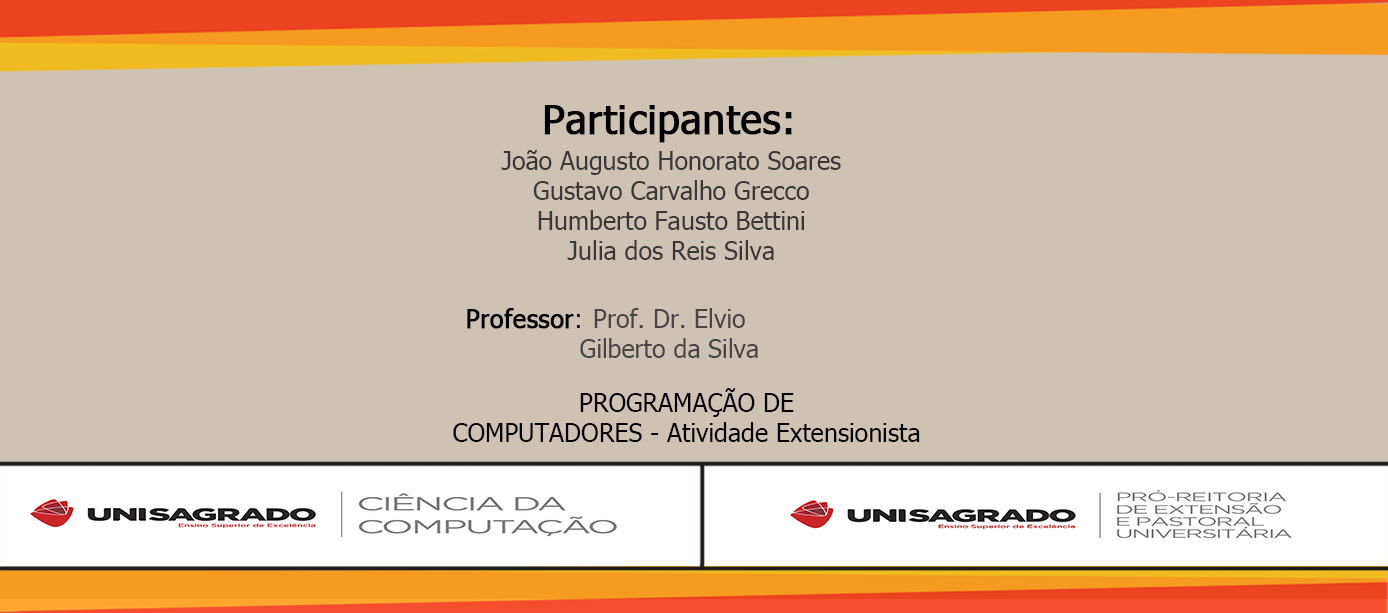 Participantes:
João Augusto Honorato Soares
Gustavo Carvalho Grecco
Humberto Fausto Bettini
Julia dos Reis Silva
Professor: Prof. Dr. Elvio
Gilberto da Silva
PROGRAMAÇÃO DE
COMPUTADORES - Atividade Extensionista
UNISAGRADO
Ensino Superior de Excelência
CIÊNCIA DA
COMPUTAÇÃO
UNISAGRADO
Ensino Superior de Excelência
PRÓ-REITORIA
DE EXTENSÃO
E PASTORAL
UNIVERSITÁRIA